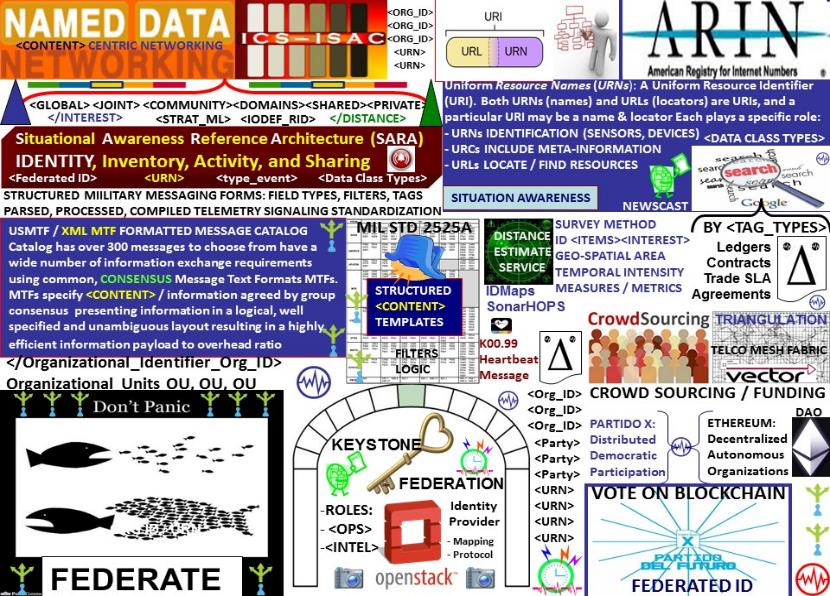 NAMED DATA
<CONTENT> CENTRIC NETWORKING
NETWORKING
ICS-ISAC
<ORG_ID>
<ORG_ID>
<ORG_ID>
<URN>
<URN>
URI
URL
URN
ARIN
American Registry for Internet Numbers ®
<GLOBAL> <JOINT> <COMMUNITY><DOMAINS><SHARED><PRIVATE>
</INTEREST>
<STRAT_ML>
<IODEF_RID>
</DISTANCE>
Uniform Resource Names (URNs): A Uniform Resource Identifier
(URI). Both URNs (names) and URLs (locators) are URIs, and a
particular URI may be a name & locator Each plays a specific role:
- URNs IDENTIFICATION (SENSORS, DEVICES)
- URCs INCLUDE META-INFORMATION
- URLs LOCATE / FIND RESOURCES
<DATA CLASS TYPES>
SITUATION AWARENESS
NEWSCAST
search
Google
Situational Awareness Reference Architecture (SARA)
IDENTITY, Inventory, Activity, and Sharing
<Federated ID> <URN> <type_event> <Data Class Types>
STRUCTURED MIILITARY MESSAGING FORMS: FIELD TYPES, FILTERS, TAGS
PARSED, PROCESSED, COMPILED TELEMETRY SIGNALING STANDARDIZATION
USMTF / XML MTF FORMATTED MESSAGE CATALOG
Catalog has over 300 messages to choose from have a
wide number of information exchange requirements
using common, CONSENSUS Message Text Formats MTFs.
MTFs specify <CONTENT> / information agreed by group
consensus presenting information in a logical, well
specified and unambiguous layout resulting in a highly
efficient information payload to overhead ratio
MIL STD 2525A
STRUCTURED
<CONTENT>
TEMPLATES
FILTERS
LOGIC
DISTANCE
ESTIMATE
SERVICE
IDMaps
SonarHOPS
SURVEY METHOD
ID <ITEMS><INTEREST>
GEO-SPATIAL AREA
TEMPORAL INTENSITY
MEASURES / METRICS
BY <TAG_TYPES>
Ledgers
Contracts
Trade SLA
Agreements
K00.99
Heartbeat
Message
CrowdSourcing
TRIANGULATION
TELCO MESH FABRIC
vector
</Organizational_Identifier_Org_ID>
Organizational Units OU, OU, OU
Don't Panic
FEDERATE
KEYSTONE
FEDERATION
-ROLES:
- <OPS>
-<INTEL>
Identity
Provider
- Mapping
- Protocol
openstack™
<Org_ID>
<Org_ID>
<Org_ID>
<Party>
<Party>
<Party>
<URN>
<URN>
<URN>
<URN>
CROWD SOURCING / FUNDING
PARTIDO X:
Distributed
Democratic
Participation
ETHEREUM:
Decentralized
Autonomous
Organizations
DAO
VOTE ON BLOCKCHAIN
X
PARTIDO
DEL FUTURO
FEDERATED ID